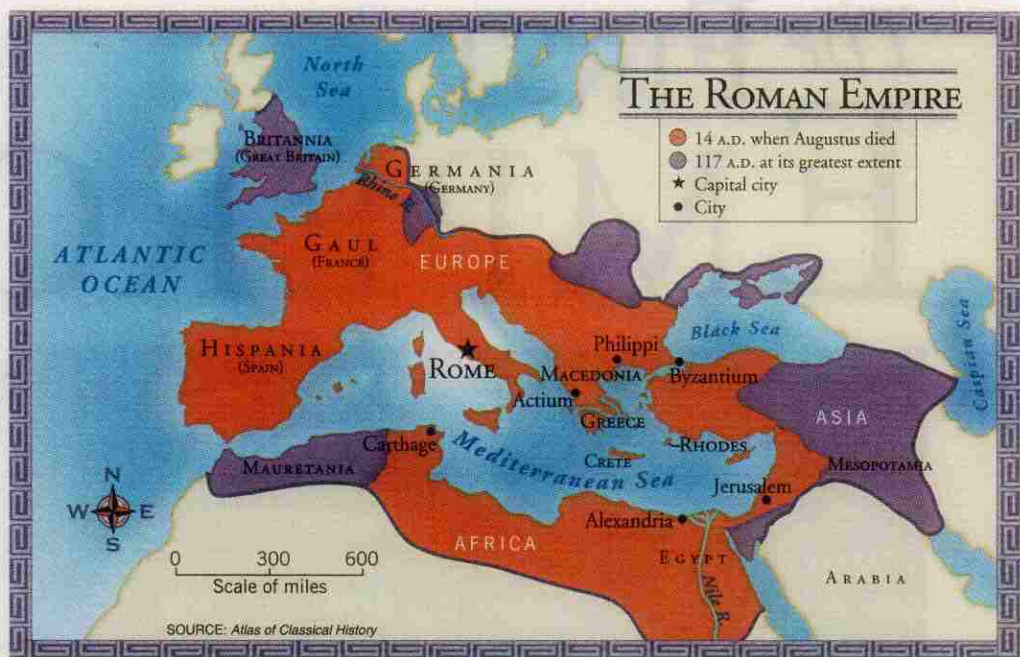 THE ROMAN EMPIRE
14 A.D. when Augustus died
117 A.D. at its greatest extent
Capital city
City
North
Sea
BRITANNIA
(GREAT BRITAIN)
GERMANIA
(GERMANY)
Rhine R.
ATLANTIC
OCEAN
GAUL
(FRANCE)
EUROPE
HISPANIA
(SPAIN)
ROME
Black Sea
Caspian Sea
Philippi
MACEDONIA
Byzantium
Actium
GREECE
ASIA
Carthage
Mediterranean Sea
CRETE
RHODES
MESOPOTAMIA
MAURETANIA
Jerusalem
Alexandria
AFRICA
EGYPT
Nile R.
ARABIA
N
W E
S
0 300 600
Scale of miles
SOURCE: Atlas of Classical History